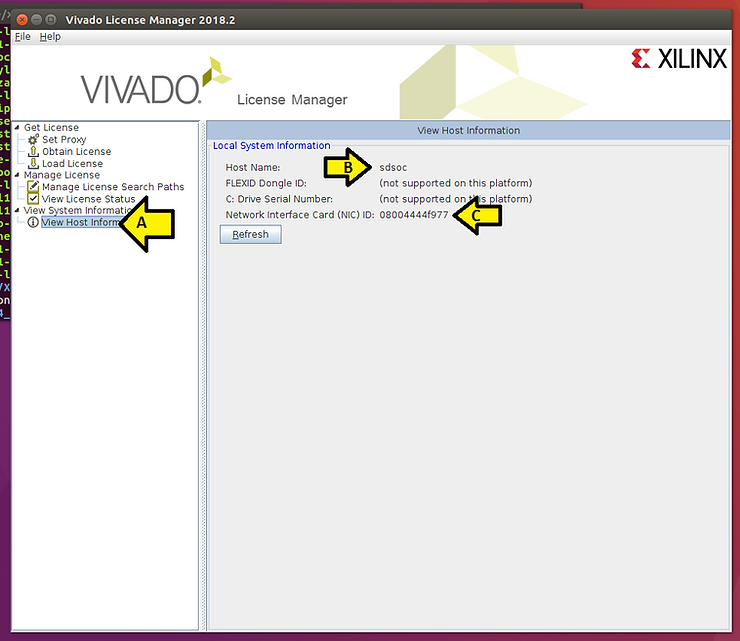 Vivado License Manager 2018.2
File Help
VIVADO. License Manager
XILINX
Get License
Set Proxy
Obtain License
Load License
Manage License
Manage License Search Paths
View License Status
View System Informatio
View Host Inform
A
View Host Information
Local System Information
Host Name: B sdsoc
FLEXID Dongle ID: (not supported on this platform)
C: Drive Serial Number: (not supported on this platform)
Network Interface Card (NIC) ID: 08004444f977 C
Refresh